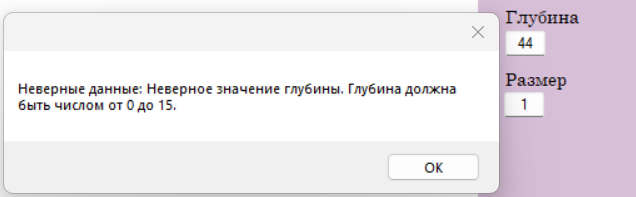 Глубина
44
Размер
1
Неверные данные: Неверное значение глубины. Глубина должна
быть числом от 0 до 15.
OK